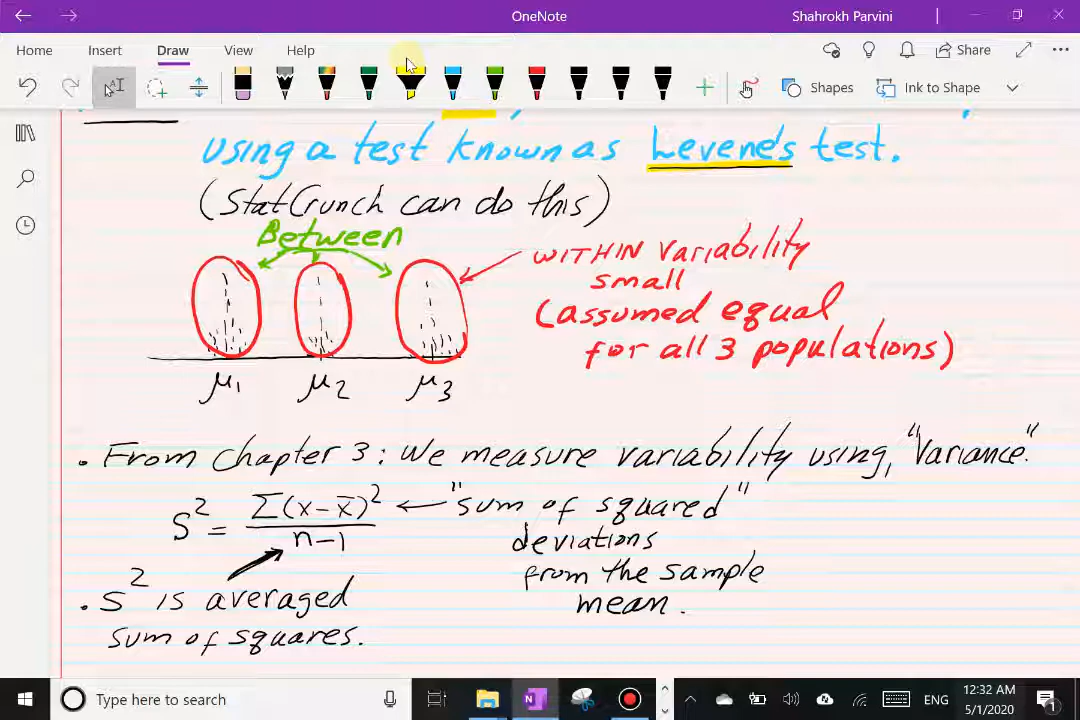 OneNote
Shahrokh Parvini
Home Insert Draw View Help
Share
Shapes
Ink to Shape
using a test known as Levene's test.
(StatCrunch can do this)
Between
WITHIN variability
small
(assumed equal
for all 3 populations)
μ1 μ2 μ3
. From Chapter 3: We measure variability using, "Variance."
S² = Σ(x-x̄)² ← "sum of squared"
n-1
deviations
from the sample
mean.
. S² is averaged
sum of squares.
Type here to search
ENG
12:32 AM
5/1/2020
1